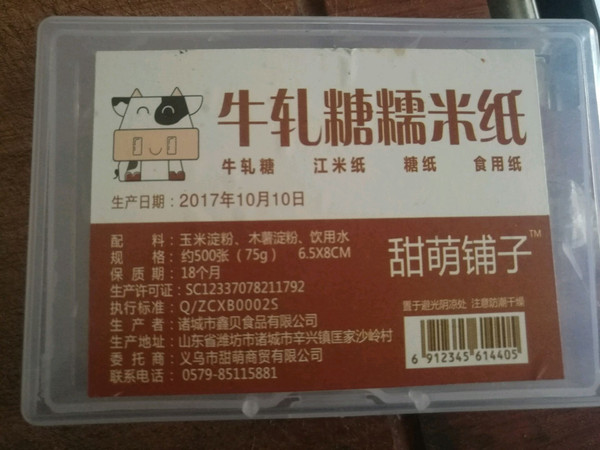 牛轧糖糯米纸
牛轧糖 江米纸 糖纸 食用纸
生产日期：2017年10月10日
配 料：玉米淀粉、木薯淀粉、饮用水
规 格：约500张（75g） 6.5X8CM
保 质 期：18个月
生产许可证：SC12337078211792
执行标准：Q/ZCXB0002S
生 产 者：诸城市鑫贝食品有限公司
生产地址：山东省潍坊市诸城市辛兴镇匡家沙岭村
委 托 商：义乌市甜萌商贸有限公司
联系电话：0579-85115881
甜萌铺子™
置于避光阴凉处 注意防潮干燥
6 912345 614405